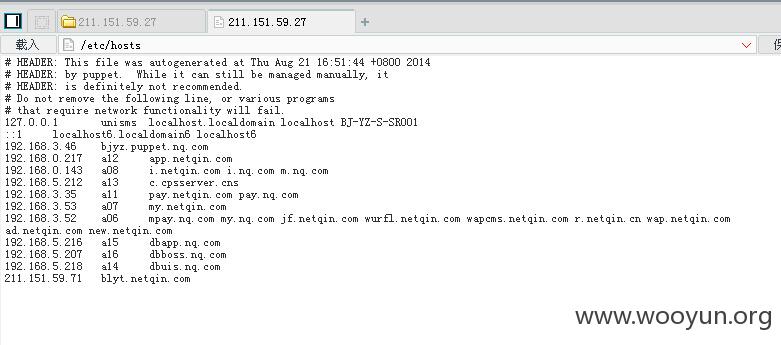 211.151.59.27
211.151.59.27
載入
/etc/hosts
# HEADER: This file was autogenerated at Thu Aug 21 16:51:44 +0800 2014
# HEADER: by puppet.  While it can still be managed manually, it
# HEADER: is definitely not recommended.
# Do not remove the following line, or various programs
# that require network functionality will fail.
127.0.0.1 unisms localhost.localdomain localhost BJ-YZ-S-SR001
::1 localhost6.localdomain6 localhost6
192.168.3.46 bjyz.puppet.nq.com
192.168.0.217 a12 app.netqin.com
192.168.0.143 a08 i.netqin.com i.nq.com m.nq.com
192.168.5.212 a13 c.cpsserver.cns
192.168.3.35 a11 pay.netqin.com pay.nq.com
192.168.3.53 a07 my.netqin.com
192.168.3.52 a06 mpay.nq.com my.nq.com jf.netqin.com wurfl.netqin.com wapcms.netqin.com r.netqin.cn wap.netqin.com
ad.netqin.com new.netqin.com
192.168.5.216 a15 dbapp.nq.com
192.168.5.207 a16 dbboss.nq.com
192.168.5.218 a14 dbuis.nq.com
211.151.59.71 blyt.netqin.com
www.wooyun.org